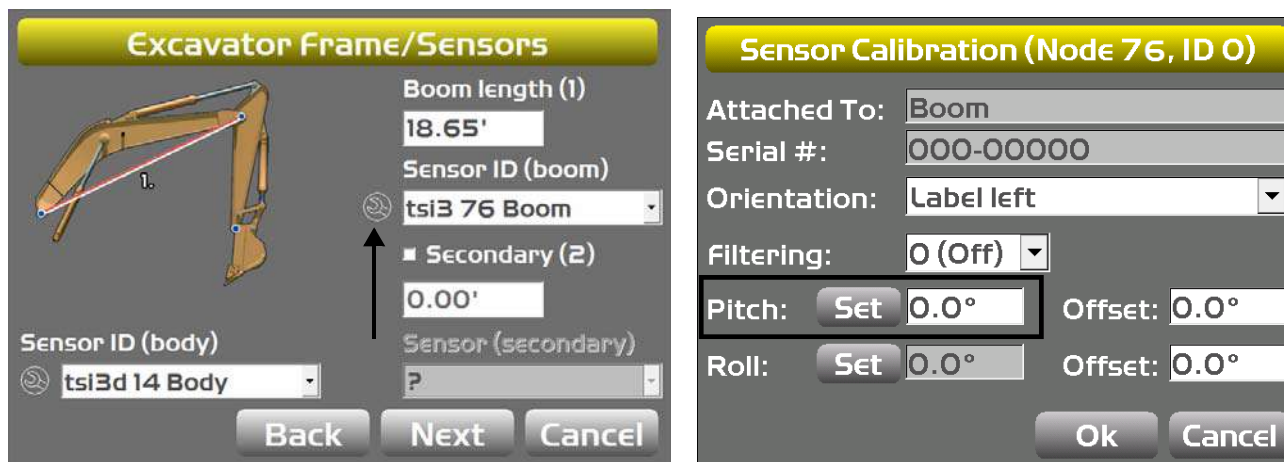 Excavator Frame/Sensors
Boom length (1)
18.65'
1.
Sensor ID (boom)
tsi3 76 Boom
Secondary (2)
0.00'
Sensor ID (body)
tsi3d 14 Body
Sensor (secondary)
?
Back Next Cancel
Sensor Calibration (Node 76, ID 0)
Attached To: Boom
Serial #: 000-00000
Orientation: Label left
Filtering: 0 (Off)
Pitch: Set 0.0° Offset: 0.0°
Roll: Set 0.0° Offset: 0.0°
Ok Cancel